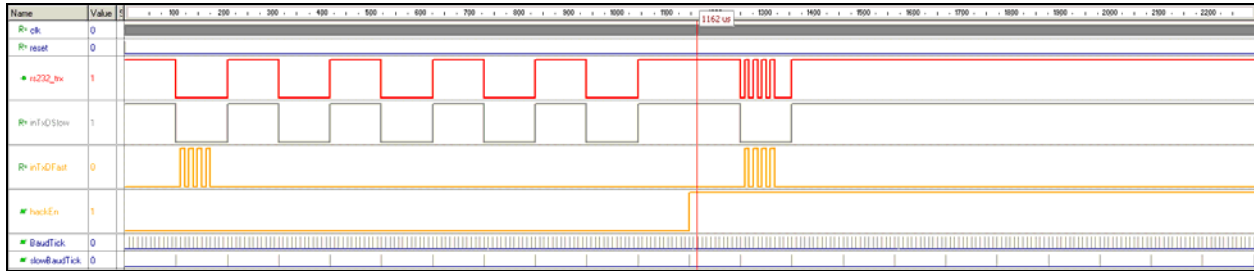 Name Value S 100 200 300 400 500 600 700 800 900 1000 1100 1300 1400 1500 1600 1700 1800 1900 2000 2100 2200
1162 us
R+ clk 0
R+ reset 0
rs232_trx 1
R+ inTxDSlow 1
R+ inTxDFast 0
hackEn 1
BaudTick 0
slowBaudTick 0